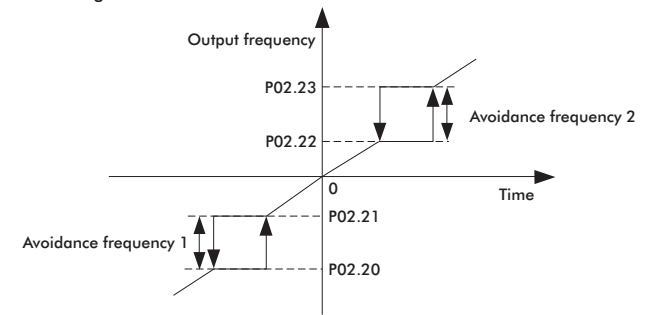 Output frequency
P02.23
Avoidance frequency 2
P02.22
0
Time
P02.21
Avoidance frequency 1
P02.20